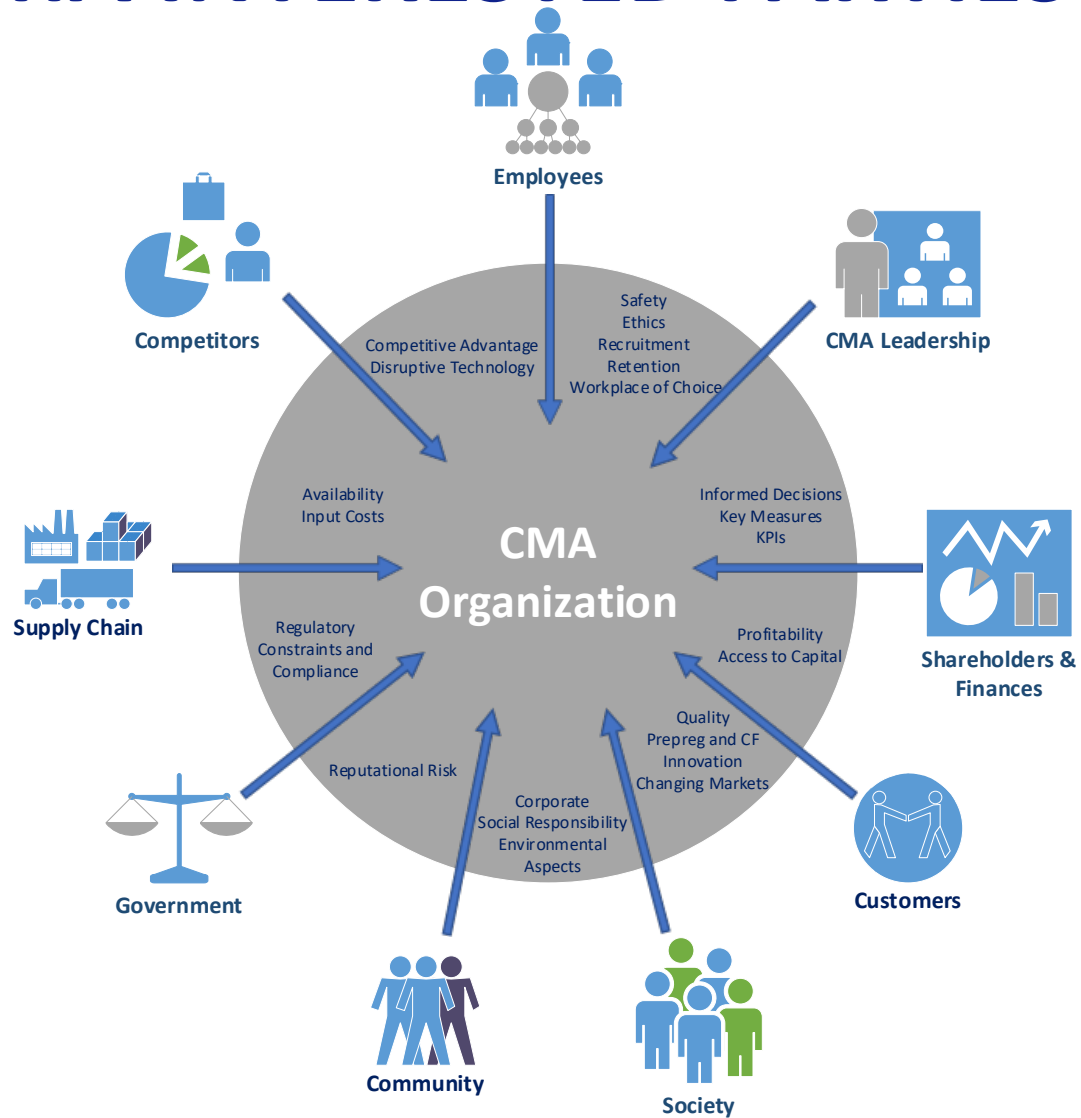 INTERESTED PARTIES
Employees
Competitors
CMA Leadership
Safety
Ethics
Recruitment
Retention
Workplace of Choice
Competitive Advantage
Disruptive Technology
Availability
Input Costs
Informed Decisions
Key Measures
KPIs
CMA
Organization
Supply Chain
Regulatory
Constraints and
Compliance
Profitability
Access to Capital
Shareholders &
Finances
Quality
Prepreg and CF
Innovation
Changing Markets
Reputational Risk
Corporate
Social Responsibility
Environmental
Aspects
Government
Customers
Community
Society